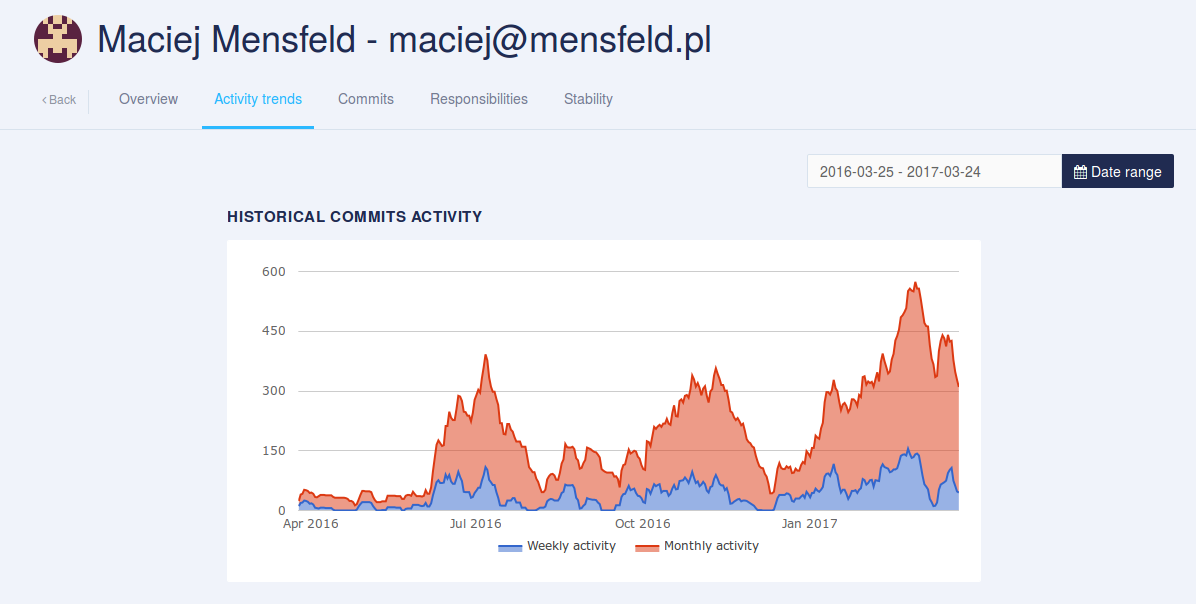 Maciej Mensfeld - maciej@mensfeld.pl
‹ Back Overview Activity trends Commits Responsibilities Stability
2016-03-25 - 2017-03-24 Date range
HISTORICAL COMMITS ACTIVITY
600
450
300
150
0
Apr 2016 Jul 2016 Oct 2016 Jan 2017
Weekly activity Monthly activity